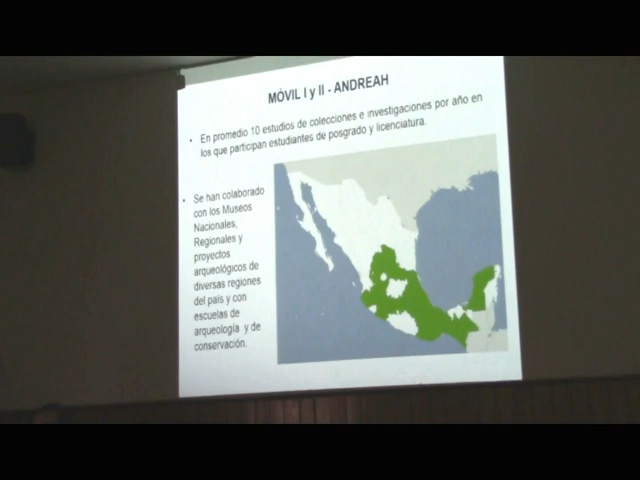 MÓVIL I y II - ANDREAH
• En promedio 10 estudios de colecciones e investigaciones por año en
los que participan estudiantes de posgrado y licenciatura.
• Se han colaborado
con los Museos
Nacionales,
Regionales y
proyectos
arqueológicos de
diversas regiones
del país y con
escuelas de
arqueología y de
conservación.